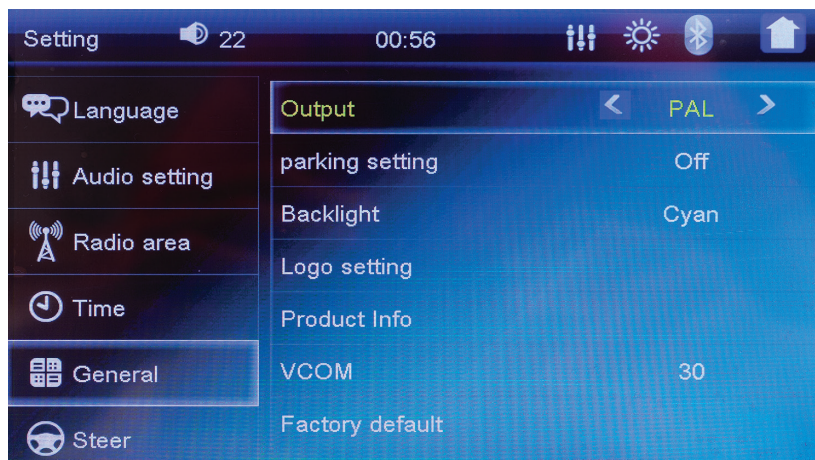 Setting 22 00:56
Language
Audio setting
Radio area
Time
General
Steer
Output < PAL >
parking setting Off
Backlight Cyan
Logo setting
Product Info
VCOM 30
Factory default